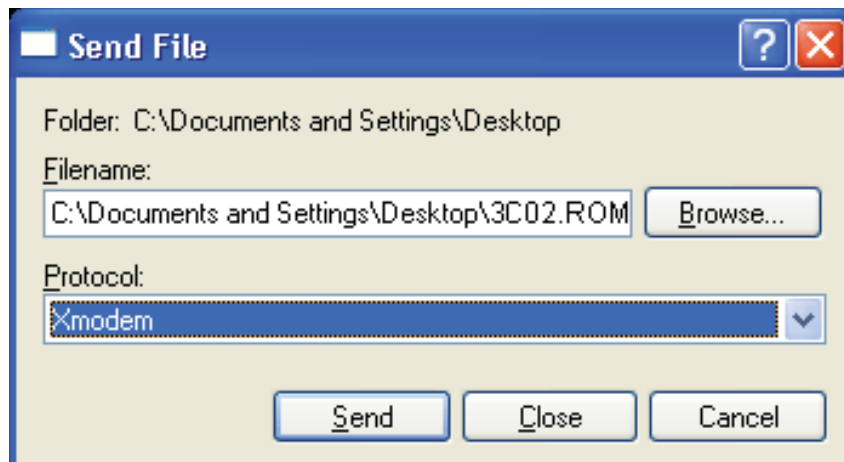 Send File
Folder: C:\Documents and Settings\Desktop
Filename:
C:\Documents and Settings\Desktop\3C02.ROM
Browse...
Protocol:
Xmodem
Send
Close
Cancel